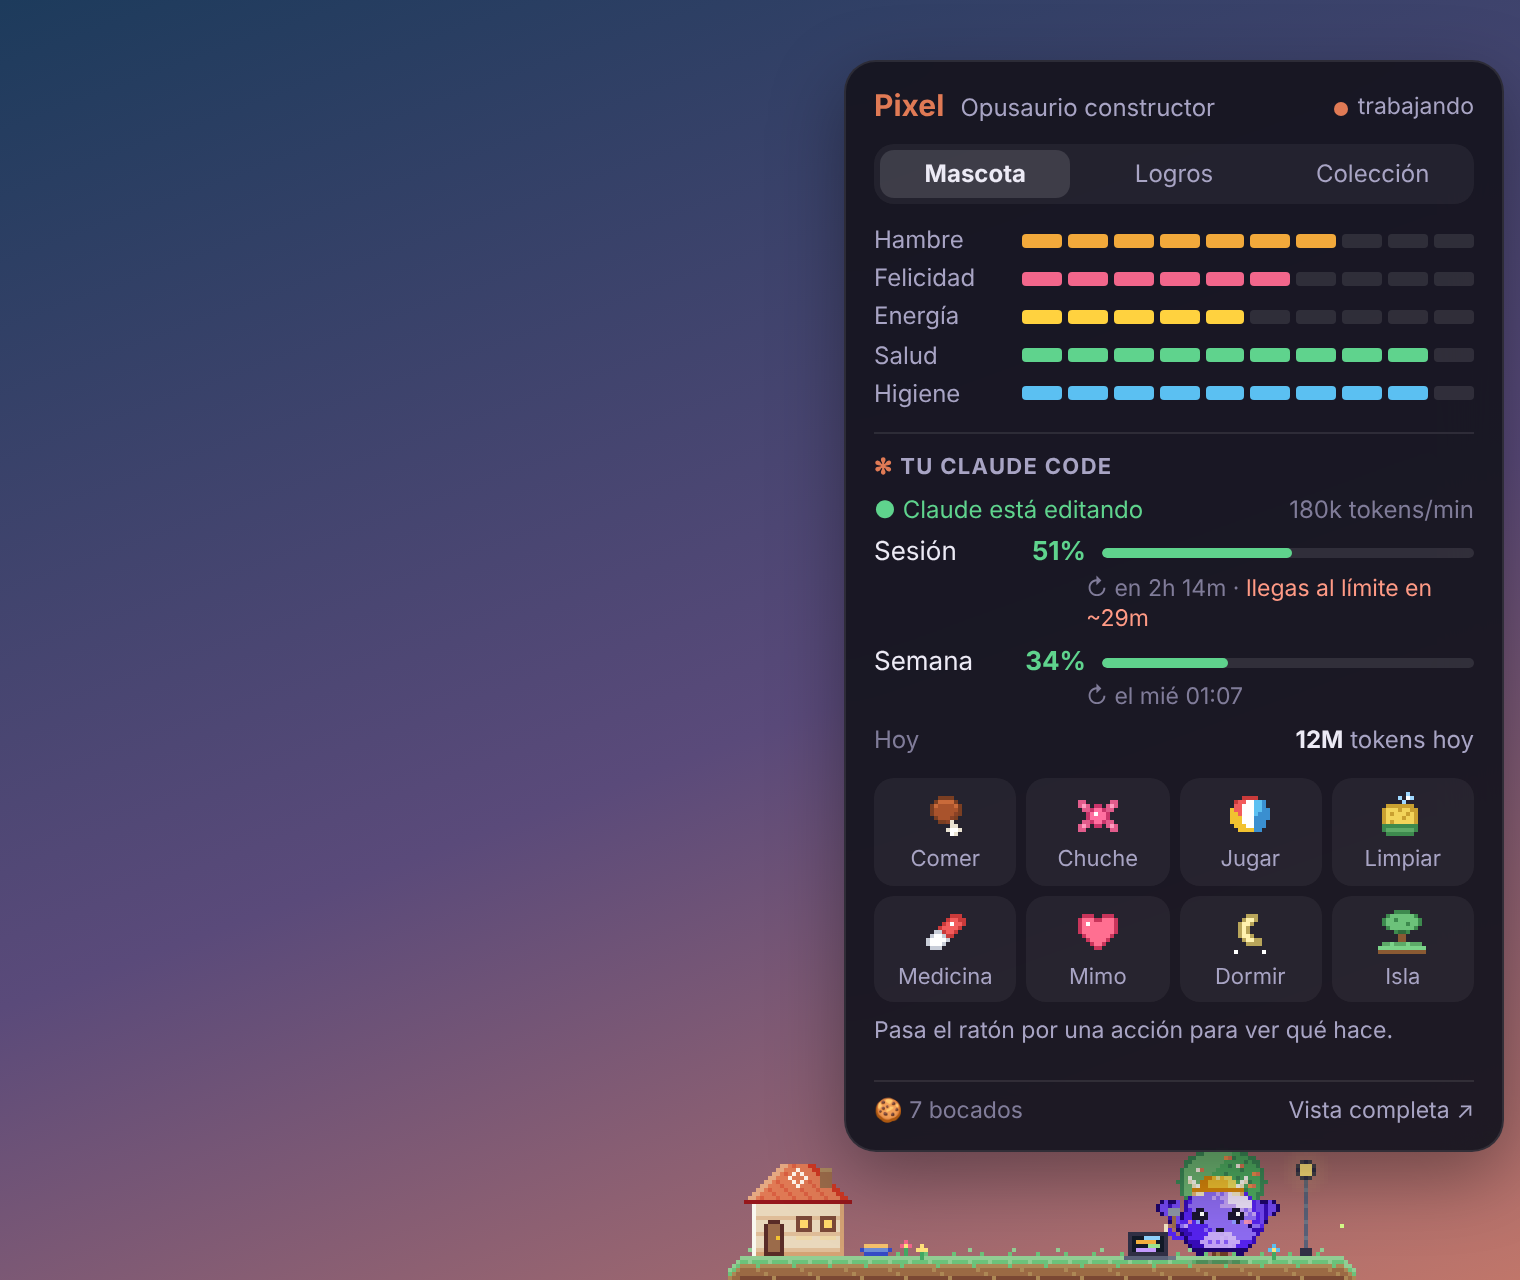 Pixel Opusaurio constructor trabajando
Mascota Logros Colección
Hambre
Felicidad
Energía
Salud
Higiene
✻ TU CLAUDE CODE
Claude está editando 180k tokens/min
Sesión 51%
↻ en 2h 14m · llegas al límite en
~29m
Semana 34%
↻ el mié 01:07
Hoy 12M tokens hoy
Comer Chuche Jugar Limpiar
Medicina Mimo Dormir Isla
Pasa el ratón por una acción para ver qué hace.
🍪 7 bocados Vista completa ↗